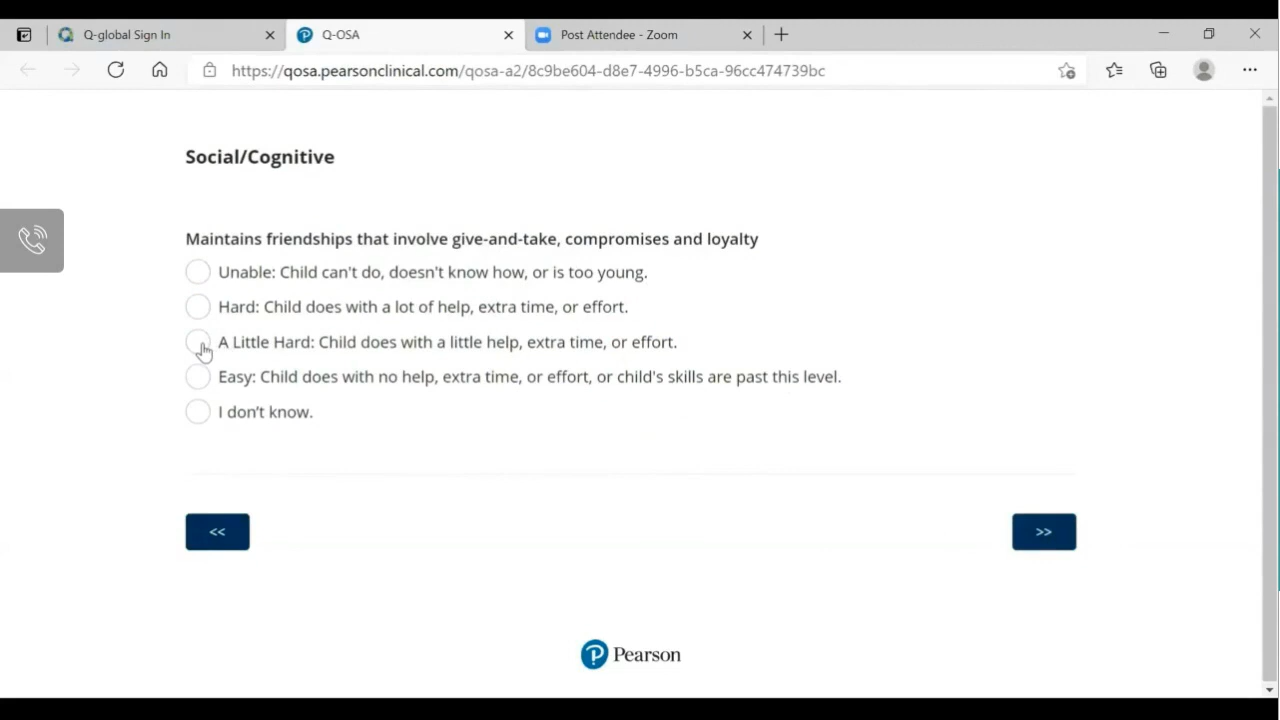 Q-global Sign In
Q-OSA
Post Attendee - Zoom
https://qosa.pearsonclinical.com/qosa-a2/8c9be604-d8e7-4996-b5ca-96cc474739bc
Social/Cognitive
Maintains friendships that involve give-and-take, compromises and loyalty
Unable: Child can't do, doesn't know how, or is too young.
Hard: Child does with a lot of help, extra time, or effort.
A Little Hard: Child does with a little help, extra time, or effort.
Easy: Child does with no help, extra time, or effort, or child's skills are past this level.
I don’t know.
<< >>
Pearson